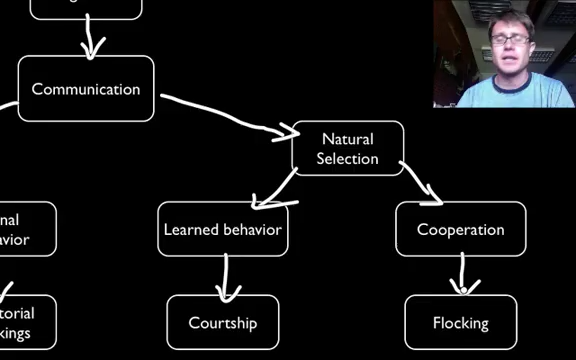 Communication
Natural
Selection
Learned behavior
Cooperation
Courtship
Flocking